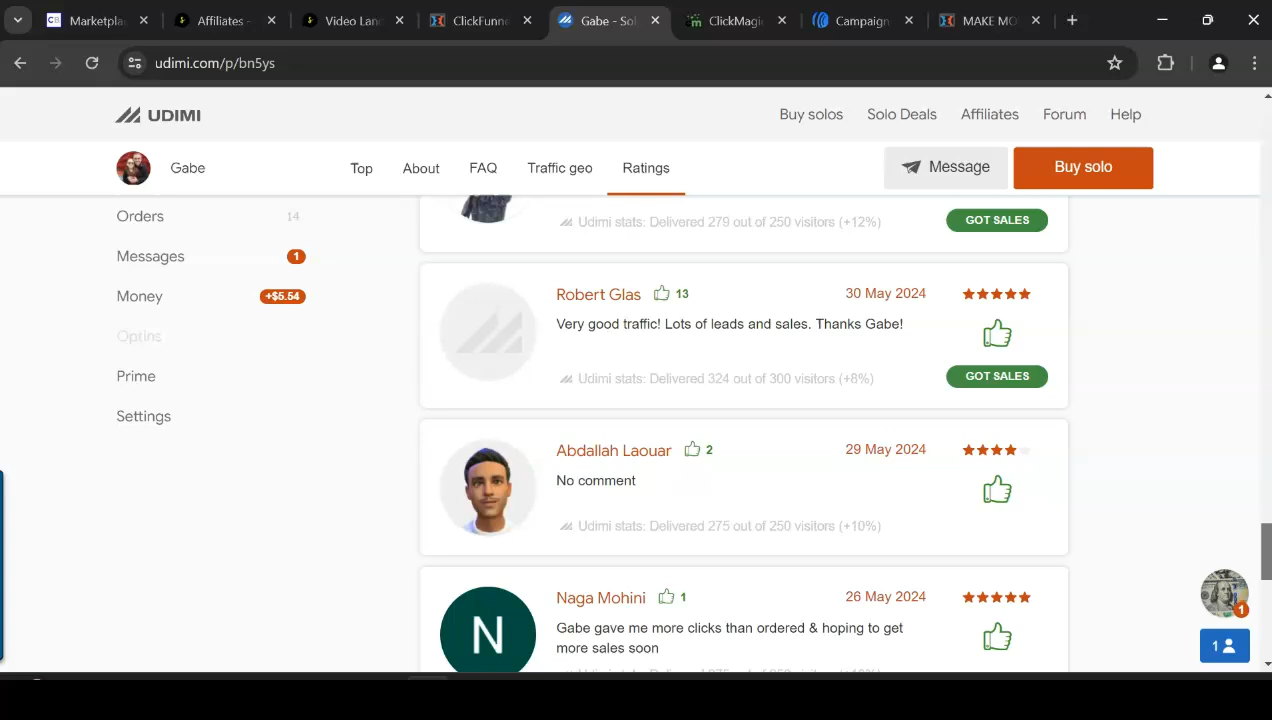 Marketpla
Affiliates -
Video Lan
ClickFunne
Gabe - Sol
ClickMagi
Campaign
MAKE MO
udimi.com/p/bn5ys
UDIMI
Buy solos
Solo Deals
Affiliates
Forum
Help
Gabe
Top
About
FAQ
Traffic geo
Ratings
Message
Buy solo
Orders 14
Messages 1
Money +$5.54
Optins
Prime
Settings
Udimi stats: Delivered 279 out of 250 visitors (+12%)
GOT SALES
Robert Glas 13
30 May 2024
Very good traffic! Lots of leads and sales. Thanks Gabe!
Udimi stats: Delivered 324 out of 300 visitors (+8%)
GOT SALES
Abdallah Laouar 2
29 May 2024
No comment
Udimi stats: Delivered 275 out of 250 visitors (+10%)
N
Naga Mohini 1
26 May 2024
Gabe gave me more clicks than ordered & hoping to get
more sales soon
1
1